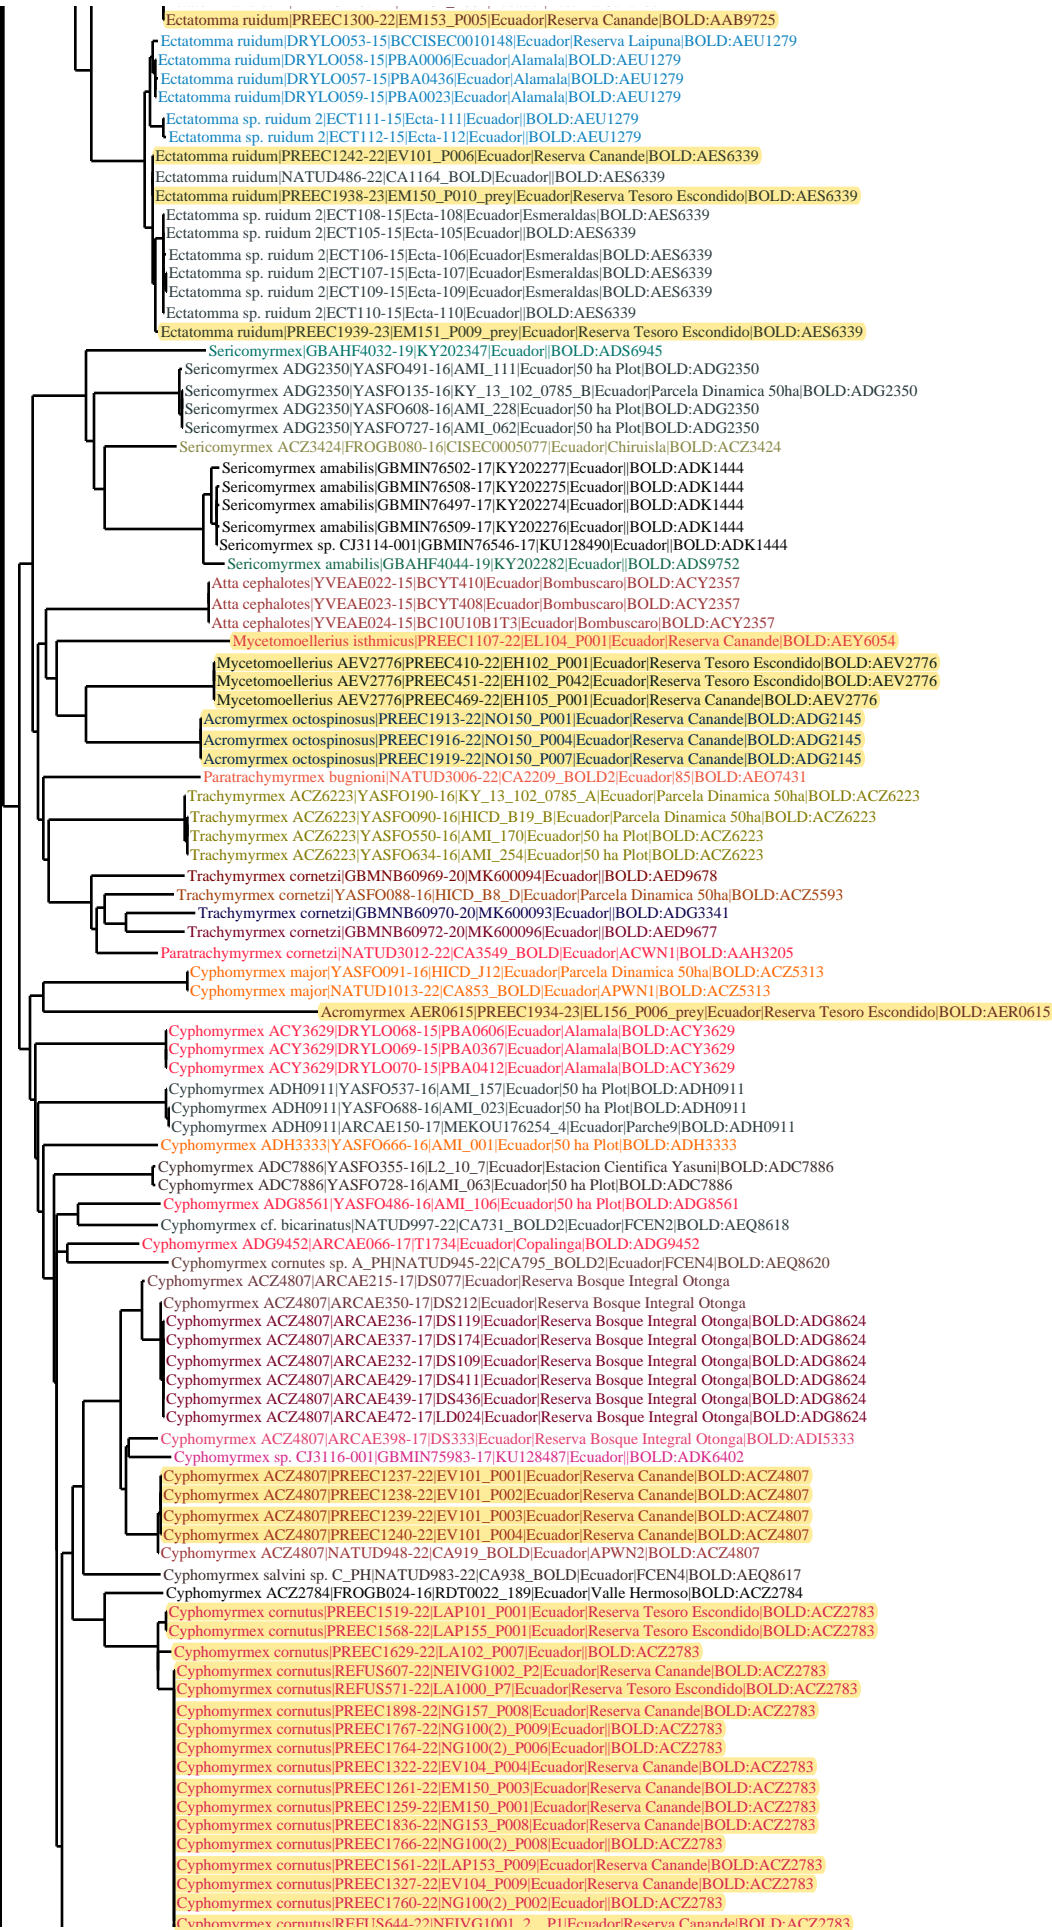 Ectatomma ruidum|PREEC1300-22|EM153_P005|Ecuador|Reserva Canande|BOLD:AAB9725
Ectatomma ruidum|DRYLO053-15|BCCISEC0010148|Ecuador|Reserva Laipuna|BOLD:AEU1279
Ectatomma ruidum|DRYLO058-15|PBA0006|Ecuador|Alamala|BOLD:AEU1279
Ectatomma ruidum|DRYLO057-15|PBA0436|Ecuador|Alamala|BOLD:AEU1279
Ectatomma ruidum|DRYLO059-15|PBA0023|Ecuador|Alamala|BOLD:AEU1279
Ectatomma sp. ruidum 2|ECT111-15|Ecta-111|Ecuador||BOLD:AEU1279
Ectatomma sp. ruidum 2|ECT112-15|Ecta-112|Ecuador||BOLD:AEU1279
Ectatomma ruidum|PREEC1242-22|EV101_P006|Ecuador|Reserva Canande|BOLD:AES6339
Ectatomma ruidum|NATUD486-22|CA1164_BOLD|Ecuador||BOLD:AES6339
Ectatomma ruidum|PREEC1938-23|EM150_P010_prey|Ecuador|Reserva Tesoro Escondido|BOLD:AES6339
Ectatomma sp. ruidum 2|ECT108-15|Ecta-108|Ecuador|Esmeraldas|BOLD:AES6339
Ectatomma sp. ruidum 2|ECT105-15|Ecta-105|Ecuador||BOLD:AES6339
Ectatomma sp. ruidum 2|ECT106-15|Ecta-106|Ecuador|Esmeraldas|BOLD:AES6339
Ectatomma sp. ruidum 2|ECT107-15|Ecta-107|Ecuador|Esmeraldas|BOLD:AES6339
Ectatomma sp. ruidum 2|ECT109-15|Ecta-109|Ecuador|Esmeraldas|BOLD:AES6339
Ectatomma sp. ruidum 2|ECT110-15|Ecta-110|Ecuador||BOLD:AES6339
Ectatomma ruidum|PREEC1939-23|EM151_P009_prey|Ecuador|Reserva Tesoro Escondido|BOLD:AES6339
Sericomyrmex|GBAHF4032-19|KY202347|Ecuador||BOLD:ADS6945
Sericomyrmex ADG2350|YASFO491-16|AMI_111|Ecuador|50 ha Plot|BOLD:ADG2350
Sericomyrmex ADG2350|YASFO135-16|KY_13_102_0785_B|Ecuador|Parcela Dinamica 50ha|BOLD:ADG2350
Sericomyrmex ADG2350|YASFO608-16|AMI_228|Ecuador|50 ha Plot|BOLD:ADG2350
Sericomyrmex ADG2350|YASFO727-16|AMI_062|Ecuador|50 ha Plot|BOLD:ADG2350
Sericomyrmex ACZ3424|FROGB080-16|CISEC0005077|Ecuador|Chiruisla|BOLD:ACZ3424
Sericomyrmex amabilis|GBMIN76502-17|KY202277|Ecuador||BOLD:ADK1444
Sericomyrmex amabilis|GBMIN76508-17|KY202275|Ecuador||BOLD:ADK1444
Sericomyrmex amabilis|GBMIN76497-17|KY202274|Ecuador||BOLD:ADK1444
Sericomyrmex amabilis|GBMIN76509-17|KY202276|Ecuador||BOLD:ADK1444
Sericomyrmex sp. CJ3114-001|GBMIN76546-17|KU128490|Ecuador||BOLD:ADK1444
Sericomyrmex amabilis|GBAHF4044-19|KY202282|Ecuador||BOLD:ADS9752
Atta cephalotes|YVEAE022-15|BCYT410|Ecuador|Bombuscaro|BOLD:ACY2357
Atta cephalotes|YVEAE023-15|BCYT408|Ecuador|Bombuscaro|BOLD:ACY2357
Atta cephalotes|YVEAE024-15|BC10U10B1T3|Ecuador|Bombuscaro|BOLD:ACY2357
Mycetomoellerius isthmicus|PREEC1107-22|EL104_P001|Ecuador|Reserva Canande|BOLD:AEY6054
Mycetomoellerius AEV2776|PREEC410-22|EH102_P001|Ecuador|Reserva Tesoro Escondido|BOLD:AEV2776
Mycetomoellerius AEV2776|PREEC451-22|EH102_P042|Ecuador|Reserva Tesoro Escondido|BOLD:AEV2776
Mycetomoellerius AEV2776|PREEC469-22|EH105_P001|Ecuador|Reserva Canande|BOLD:AEV2776
Acromyrmex octospinosus|PREEC1913-22|NO150_P001|Ecuador|Reserva Canande|BOLD:ADG2145
Acromyrmex octospinosus|PREEC1916-22|NO150_P004|Ecuador|Reserva Canande|BOLD:ADG2145
Acromyrmex octospinosus|PREEC1919-22|NO150_P007|Ecuador|Reserva Canande|BOLD:ADG2145
Paratrachymyrmex bugnioni|NATUD3006-22|CA2209_BOLD2|Ecuador|85|BOLD:AEO7431
Trachymyrmex ACZ6223|YASFO190-16|KY_13_102_0785_A|Ecuador|Parcela Dinamica 50ha|BOLD:ACZ6223
Trachymyrmex ACZ6223|YASFO090-16|HICD_B19_B|Ecuador|Parcela Dinamica 50ha|BOLD:ACZ6223
Trachymyrmex ACZ6223|YASFO550-16|AMI_170|Ecuador|50 ha Plot|BOLD:ACZ6223
Trachymyrmex ACZ6223|YASFO634-16|AMI_254|Ecuador|50 ha Plot|BOLD:ACZ6223
Trachymyrmex cornetzi|GBMNB60969-20|MK600094|Ecuador||BOLD:AED9678
Trachymyrmex cornetzi|YASFO088-16|HICD_B8_D|Ecuador|Parcela Dinamica 50ha|BOLD:ACZ5593
Trachymyrmex cornetzi|GBMNB60970-20|MK600093|Ecuador||BOLD:ADG3341
Trachymyrmex cornetzi|GBMNB60972-20|MK600096|Ecuador||BOLD:AED9677
Paratrachymyrmex cornetzi|NATUD3012-22|CA3549_BOLD|Ecuador|ACWN1|BOLD:AAH3205
Cyphomyrmex major|YASFO091-16|HICD_J12|Ecuador|Parcela Dinamica 50ha|BOLD:ACZ5313
Cyphomyrmex major|NATUD1013-22|CA853_BOLD|Ecuador|APWN1|BOLD:ACZ5313
Acromyrmex AER0615|PREEC1934-23|EL156_P006_prey|Ecuador|Reserva Tesoro Escondido|BOLD:AER0615
Cyphomyrmex ACY3629|DRYLO068-15|PBA0606|Ecuador|Alamala|BOLD:ACY3629
Cyphomyrmex ACY3629|DRYLO069-15|PBA0367|Ecuador|Alamala|BOLD:ACY3629
Cyphomyrmex ACY3629|DRYLO070-15|PBA0412|Ecuador|Alamala|BOLD:ACY3629
Cyphomyrmex ADH0911|YASFO537-16|AMI_157|Ecuador|50 ha Plot|BOLD:ADH0911
Cyphomyrmex ADH0911|YASFO688-16|AMI_023|Ecuador|50 ha Plot|BOLD:ADH0911
Cyphomyrmex ADH0911|ARCAE150-17|MEKOU176254_4|Ecuador|Parche9|BOLD:ADH0911
Cyphomyrmex ADH3333|YASFO666-16|AMI_001|Ecuador|50 ha Plot|BOLD:ADH3333
Cyphomyrmex ADC7886|YASFO355-16|L2_10_7|Ecuador|Estacion Cientifica Yasuni|BOLD:ADC7886
Cyphomyrmex ADC7886|YASFO728-16|AMI_063|Ecuador|50 ha Plot|BOLD:ADC7886
Cyphomyrmex ADG8561|YASFO486-16|AMI_106|Ecuador|50 ha Plot|BOLD:ADG8561
Cyphomyrmex cf. bicarinatus|NATUD997-22|CA731_BOLD2|Ecuador|FCEN2|BOLD:AEQ8618
Cyphomyrmex ADG9452|ARCAE066-17|T1734|Ecuador|Copalinga|BOLD:ADG9452
Cyphomyrmex cornutes sp. A_PH|NATUD945-22|CA795_BOLD2|Ecuador|FCEN4|BOLD:AEQ8620
Cyphomyrmex ACZ4807|ARCAE215-17|DS077|Ecuador|Reserva Bosque Integral Otonga
Cyphomyrmex ACZ4807|ARCAE350-17|DS212|Ecuador|Reserva Bosque Integral Otonga
Cyphomyrmex ACZ4807|ARCAE236-17|DS119|Ecuador|Reserva Bosque Integral Otonga|BOLD:ADG8624
Cyphomyrmex ACZ4807|ARCAE337-17|DS174|Ecuador|Reserva Bosque Integral Otonga|BOLD:ADG8624
Cyphomyrmex ACZ4807|ARCAE232-17|DS109|Ecuador|Reserva Bosque Integral Otonga|BOLD:ADG8624
Cyphomyrmex ACZ4807|ARCAE429-17|DS411|Ecuador|Reserva Bosque Integral Otonga|BOLD:ADG8624
Cyphomyrmex ACZ4807|ARCAE439-17|DS436|Ecuador|Reserva Bosque Integral Otonga|BOLD:ADG8624
Cyphomyrmex ACZ4807|ARCAE472-17|LD024|Ecuador|Reserva Bosque Integral Otonga|BOLD:ADG8624
Cyphomyrmex ACZ4807|ARCAE398-17|DS333|Ecuador|Reserva Bosque Integral Otonga|BOLD:ADI5333
Cyphomyrmex sp. CJ3116-001|GBMIN75983-17|KU128487|Ecuador||BOLD:ADK6402
Cyphomyrmex ACZ4807|PREEC1237-22|EV101_P001|Ecuador|Reserva Canande|BOLD:ACZ4807
Cyphomyrmex ACZ4807|PREEC1238-22|EV101_P002|Ecuador|Reserva Canande|BOLD:ACZ4807
Cyphomyrmex ACZ4807|PREEC1239-22|EV101_P003|Ecuador|Reserva Canande|BOLD:ACZ4807
Cyphomyrmex ACZ4807|PREEC1240-22|EV101_P004|Ecuador|Reserva Canande|BOLD:ACZ4807
Cyphomyrmex ACZ4807|NATUD948-22|CA919_BOLD|Ecuador|APWN2|BOLD:ACZ4807
Cyphomyrmex salvini sp. C_PH|NATUD983-22|CA938_BOLD|Ecuador|FCEN4|BOLD:AEQ8617
Cyphomyrmex ACZ2784|FROGB024-16|RDT0022_189|Ecuador|Valle Hermoso|BOLD:ACZ2784
Cyphomyrmex cornutus|PREEC1519-22|LAP101_P001|Ecuador|Reserva Tesoro Escondido|BOLD:ACZ2783
Cyphomyrmex cornutus|PREEC1568-22|LAP155_P001|Ecuador|Reserva Tesoro Escondido|BOLD:ACZ2783
Cyphomyrmex cornutus|PREEC1629-22|LA102_P007|Ecuador||BOLD:ACZ2783
Cyphomyrmex cornutus|REFUS607-22|NEIVG1002_P2|Ecuador|Reserva Canande|BOLD:ACZ2783
Cyphomyrmex cornutus|REFUS571-22|LA1000_P7|Ecuador|Reserva Tesoro Escondido|BOLD:ACZ2783
Cyphomyrmex cornutus|PREEC1898-22|NG157_P008|Ecuador|Reserva Canande|BOLD:ACZ2783
Cyphomyrmex cornutus|PREEC1767-22|NG100(2)_P009|Ecuador||BOLD:ACZ2783
Cyphomyrmex cornutus|PREEC1764-22|NG100(2)_P006|Ecuador||BOLD:ACZ2783
Cyphomyrmex cornutus|PREEC1322-22|EV104_P004|Ecuador|Reserva Canande|BOLD:ACZ2783
Cyphomyrmex cornutus|PREEC1261-22|EM150_P003|Ecuador|Reserva Canande|BOLD:ACZ2783
Cyphomyrmex cornutus|PREEC1259-22|EM150_P001|Ecuador|Reserva Canande|BOLD:ACZ2783
Cyphomyrmex cornutus|PREEC1836-22|NG153_P008|Ecuador|Reserva Canande|BOLD:ACZ2783
Cyphomyrmex cornutus|PREEC1766-22|NG100(2)_P008|Ecuador||BOLD:ACZ2783
Cyphomyrmex cornutus|PREEC1561-22|LAP153_P009|Ecuador|Reserva Canande|BOLD:ACZ2783
Cyphomyrmex cornutus|PREEC1327-22|EV104_P009|Ecuador|Reserva Canande|BOLD:ACZ2783
Cyphomyrmex cornutus|PREEC1760-22|NG100(2)_P002|Ecuador||BOLD:ACZ2783
Cyphomyrmex cornutus|REFUS644-22|NEIVG1001_2__P1|Ecuador|Reserva Canande|BOLD:ACZ2783